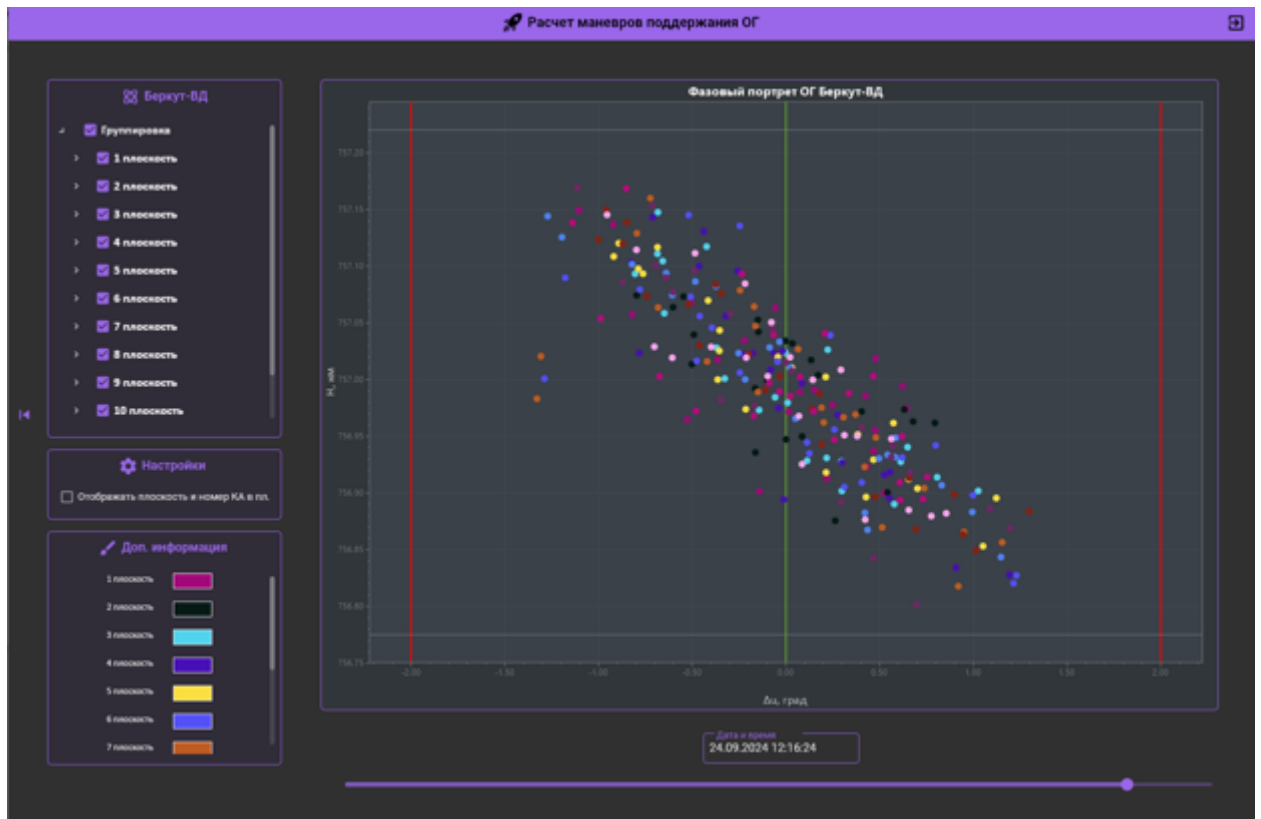 Расчет маневров поддержания ОГ
Беркут-ВД
Группировка
1 плоскость
2 плоскость
3 плоскость
4 плоскость
5 плоскость
6 плоскость
7 плоскость
8 плоскость
9 плоскость
10 плоскость
Настройки
Отображать плоскость и номер КА в пл.
Доп. информация
1 плоскость
2 плоскость
3 плоскость
4 плоскость
5 плоскость
6 плоскость
7 плоскость
Фазовый портрет ОГ Беркут-ВД
H, км
757.20
757.15
757.10
757.05
757.00
756.95
756.90
756.85
756.80
756.75
-2.00 -1.50 -1.00 -0.50 0.00 0.50 1.00 1.50 2.00
Δu, град
Дата и время
24.09.2024 12:16:24